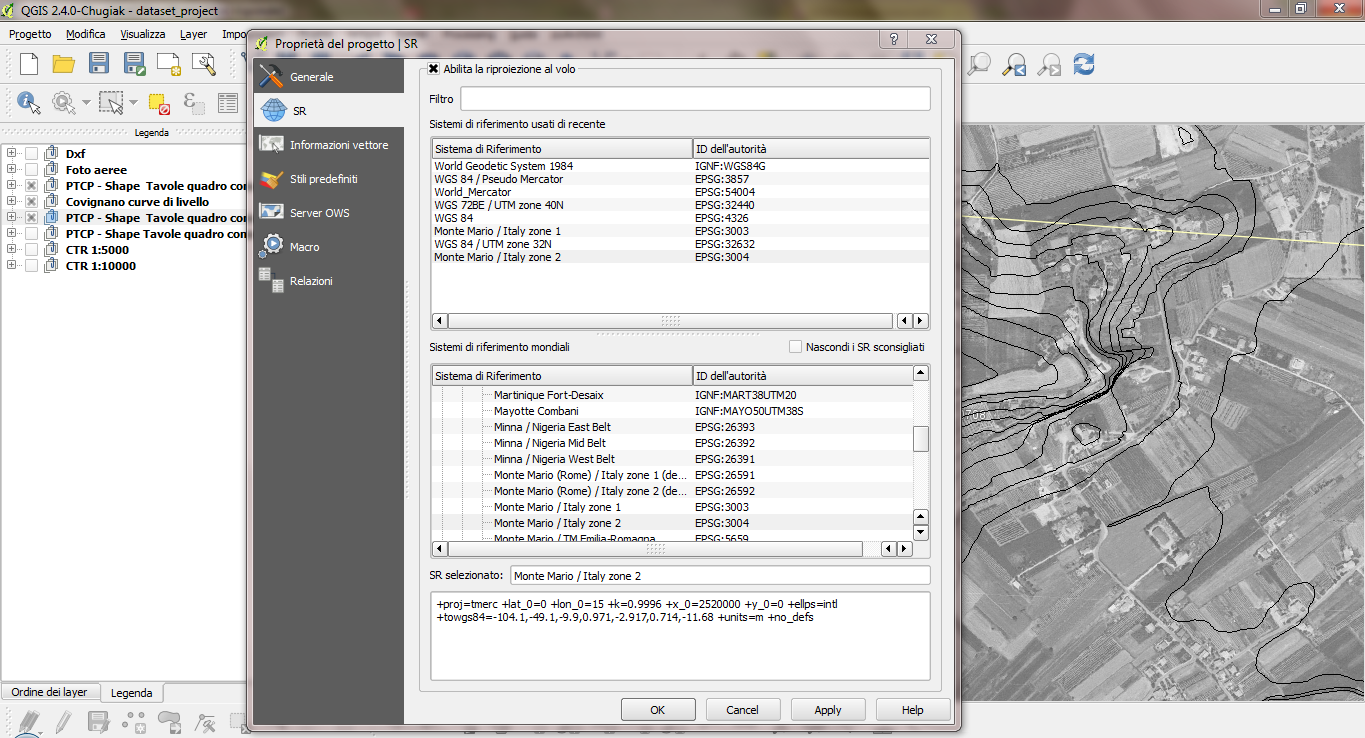 QGIS 2.4.0-Chugiak - dataset_project
Progetto Modifica Visualizza Layer
Proprietà del progetto | SR
Legenda
Dxf
Foto aeree
PTCP - Shape Tavole quadro
Covignano curve di livello
PTCP - Shape Tavole quadro
PTCP - Shape Tavole quadro
CTR 1:5000
CTR 1:10000
Ordine dei layer Legenda
Generale
SR
Informazioni vettore
Stili predefiniti
Server OWS
Macro
Relazioni
Abilita la riproiezione al volo
Filtro
Sistemi di riferimento usati di recente
Sistema di Riferimento ID dell'autorità
World Geodetic System 1984 IGNF:WGS84G
WGS 84 / Pseudo Mercator EPSG:3857
World_Mercator EPSG:54004
WGS 72BE / UTM zone 40N EPSG:32440
WGS 84 EPSG:4326
Monte Mario / Italy zone 1 EPSG:3003
WGS 84 / UTM zone 32N EPSG:32632
Monte Mario / Italy zone 2 EPSG:3004
Sistemi di riferimento mondiali Nascondi i SR sconsigliati
Sistema di Riferimento ID dell'autorità
Martinique Fort-Desaix IGNF:MART38UTM20
Mayotte Combani IGNF:MAYO50UTM38S
Minna / Nigeria East Belt EPSG:26393
Minna / Nigeria Mid Belt EPSG:26392
Minna / Nigeria West Belt EPSG:26391
Monte Mario (Rome) / Italy zone 1 (de... EPSG:26591
Monte Mario (Rome) / Italy zone 2 (de... EPSG:26592
Monte Mario / Italy zone 1 EPSG:3003
Monte Mario / Italy zone 2 EPSG:3004
Monte Mario / TM Emilia-Romagna EPSG:5659
SR selezionato: Monte Mario / Italy zone 2
+proj=tmerc +lat_0=0 +lon_0=15 +k=0.9996 +x_0=2520000 +y_0=0 +ellps=intl
+towgs84=-104.1,-49.1,-9.9,0.971,-2.917,0.714,-11.68 +units=m +no_defs
OK Cancel Apply Help